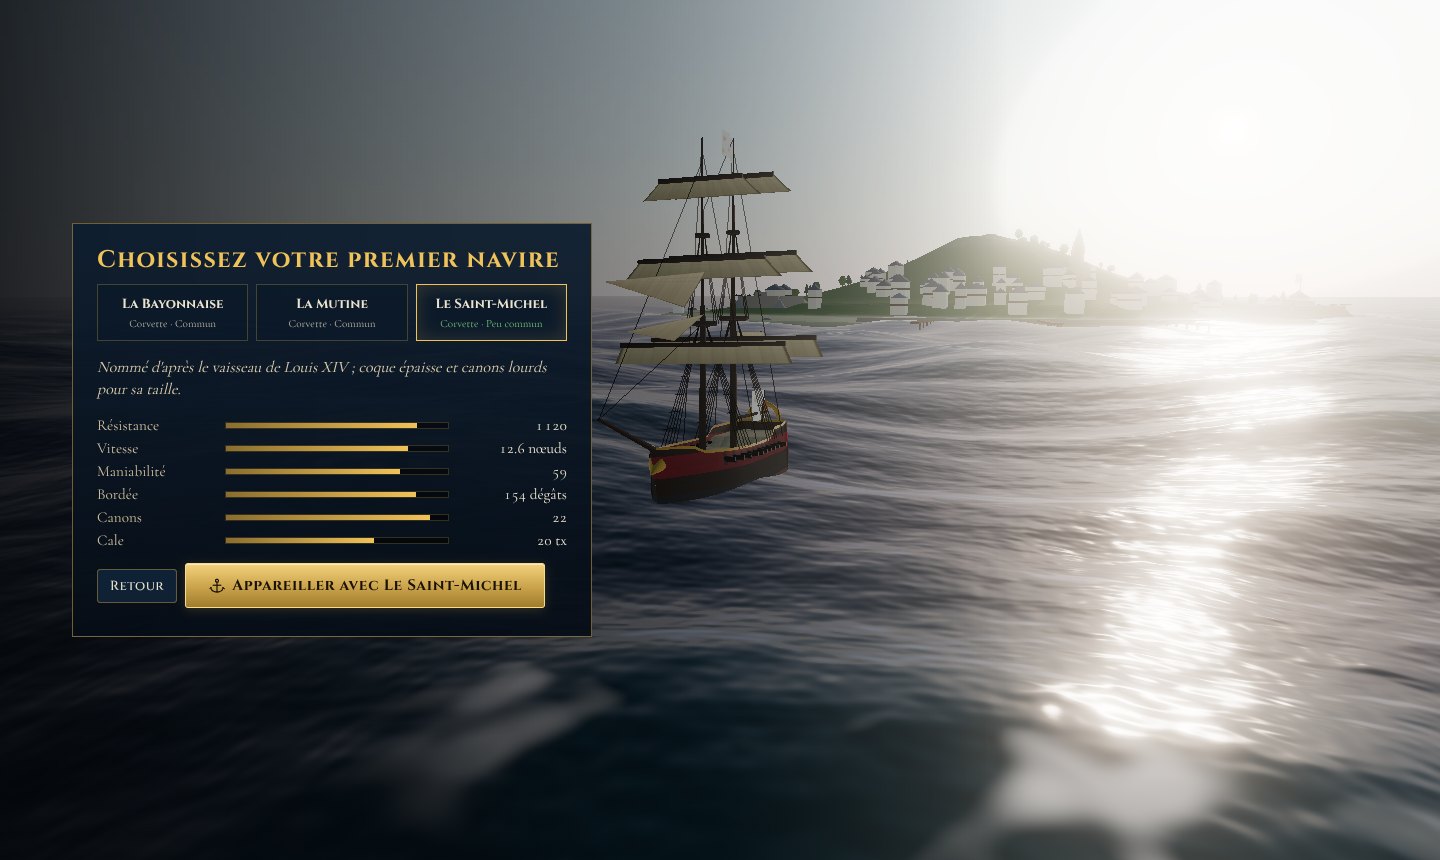 Choisissez votre premier navire
La Bayonnaise
Corvette · Commun
La Mutine
Corvette · Commun
Le Saint-Michel
Corvette · Peu commun
Nommé d'après le vaisseau de Louis XIV ; coque épaisse et canons lourds
pour sa taille.
Résistance 1 120
Vitesse 12.6 nœuds
Maniabilité 59
Bordée 154 dégâts
Canons 22
Cale 20 tx
Retour
Appareiller avec Le Saint-Michel